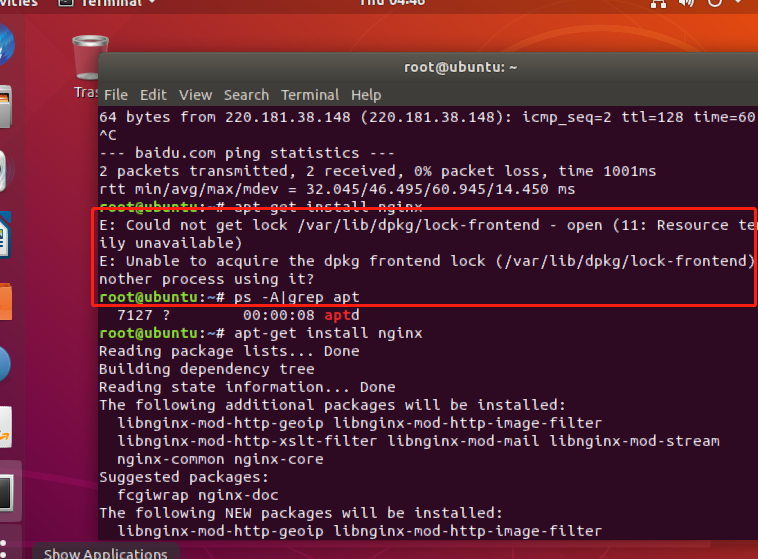 Terminal
Thu 04:46
Tras
root@ubuntu: ~
File Edit View Search Terminal Help
64 bytes from 220.181.38.148 (220.181.38.148): icmp_seq=2 ttl=128 time=60
^C
--- baidu.com ping statistics ---
2 packets transmitted, 2 received, 0% packet loss, time 1001ms
rtt min/avg/max/mdev = 32.045/46.495/60.945/14.450 ms
root@ubuntu:~# apt-get install nginx
E: Could not get lock /var/lib/dpkg/lock-frontend - open (11: Resource te
ily unavailable)
E: Unable to acquire the dpkg frontend lock (/var/lib/dpkg/lock-frontend)
nother process using it?
root@ubuntu:~# ps -A|grep apt
7127 ? 00:00:08 aptd
root@ubuntu:~# apt-get install nginx
Reading package lists... Done
Building dependency tree
Reading state information... Done
The following additional packages will be installed:
libnginx-mod-http-geoip libnginx-mod-http-image-filter
libnginx-mod-http-xslt-filter libnginx-mod-mail libnginx-mod-stream
nginx-common nginx-core
Suggested packages:
fcgiwrap nginx-doc
The following NEW packages will be installed:
libnginx-mod-http-geoip libnginx-mod-http-image-filter
Show Applications